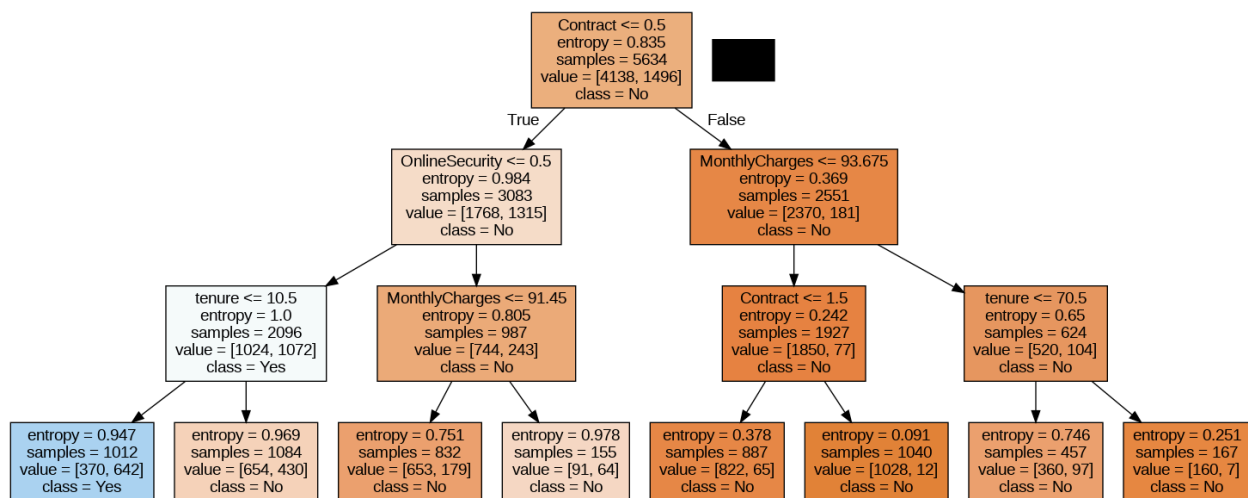 Contract <= 0.5
entropy = 0.835
samples = 5634
value = [4138, 1496]
class = No
True
False
OnlineSecurity <= 0.5
entropy = 0.984
samples = 3083
value = [1768, 1315]
class = No
MonthlyCharges <= 93.675
entropy = 0.369
samples = 2551
value = [2370, 181]
class = No
tenure <= 10.5
entropy = 1.0
samples = 2096
value = [1024, 1072]
class = Yes
MonthlyCharges <= 91.45
entropy = 0.805
samples = 987
value = [744, 243]
class = No
Contract <= 1.5
entropy = 0.242
samples = 1927
value = [1850, 77]
class = No
tenure <= 70.5
entropy = 0.65
samples = 624
value = [520, 104]
class = No
entropy = 0.947
samples = 1012
value = [370, 642]
class = Yes
entropy = 0.969
samples = 1084
value = [654, 430]
class = No
entropy = 0.751
samples = 832
value = [653, 179]
class = No
entropy = 0.978
samples = 155
value = [91, 64]
class = No
entropy = 0.378
samples = 887
value = [822, 65]
class = No
entropy = 0.091
samples = 1040
value = [1028, 12]
class = No
entropy = 0.746
samples = 457
value = [360, 97]
class = No
entropy = 0.251
samples = 167
value = [160, 7]
class = No